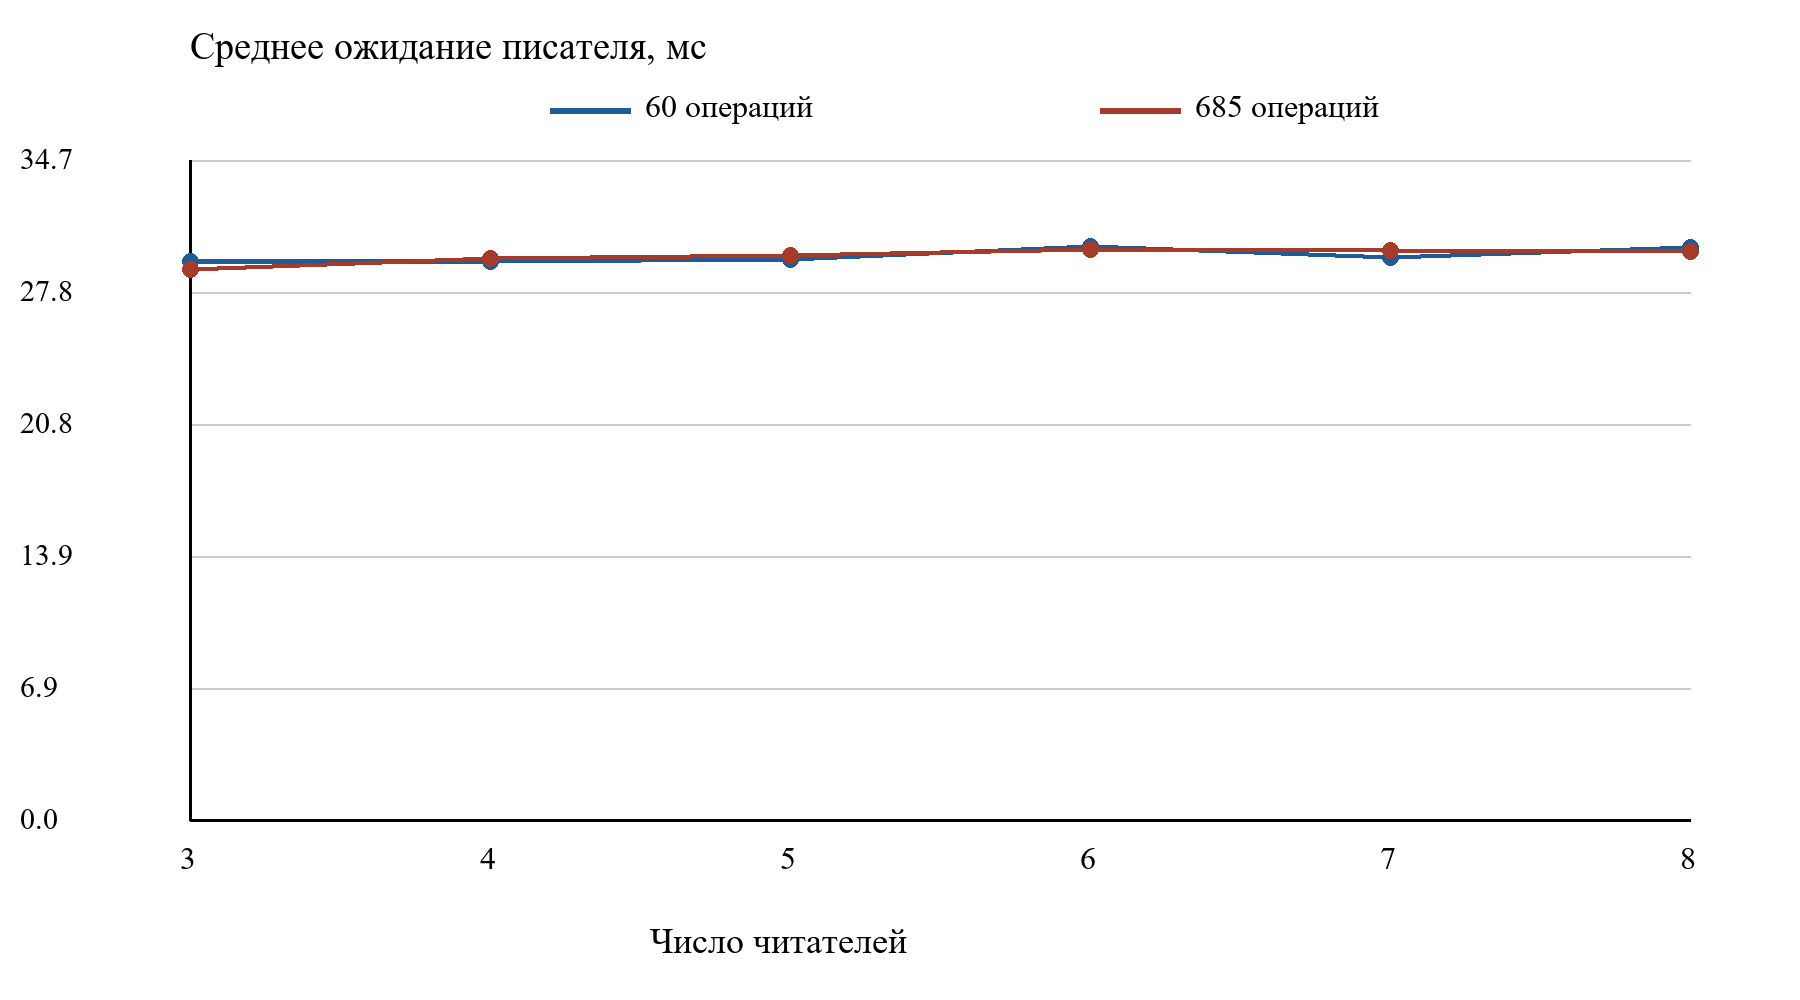 Среднее ожидание писателя, мс
60 операций
685 операций
34.7
27.8
20.8
13.9
6.9
0.0
3 4 5 6 7 8
Число читателей